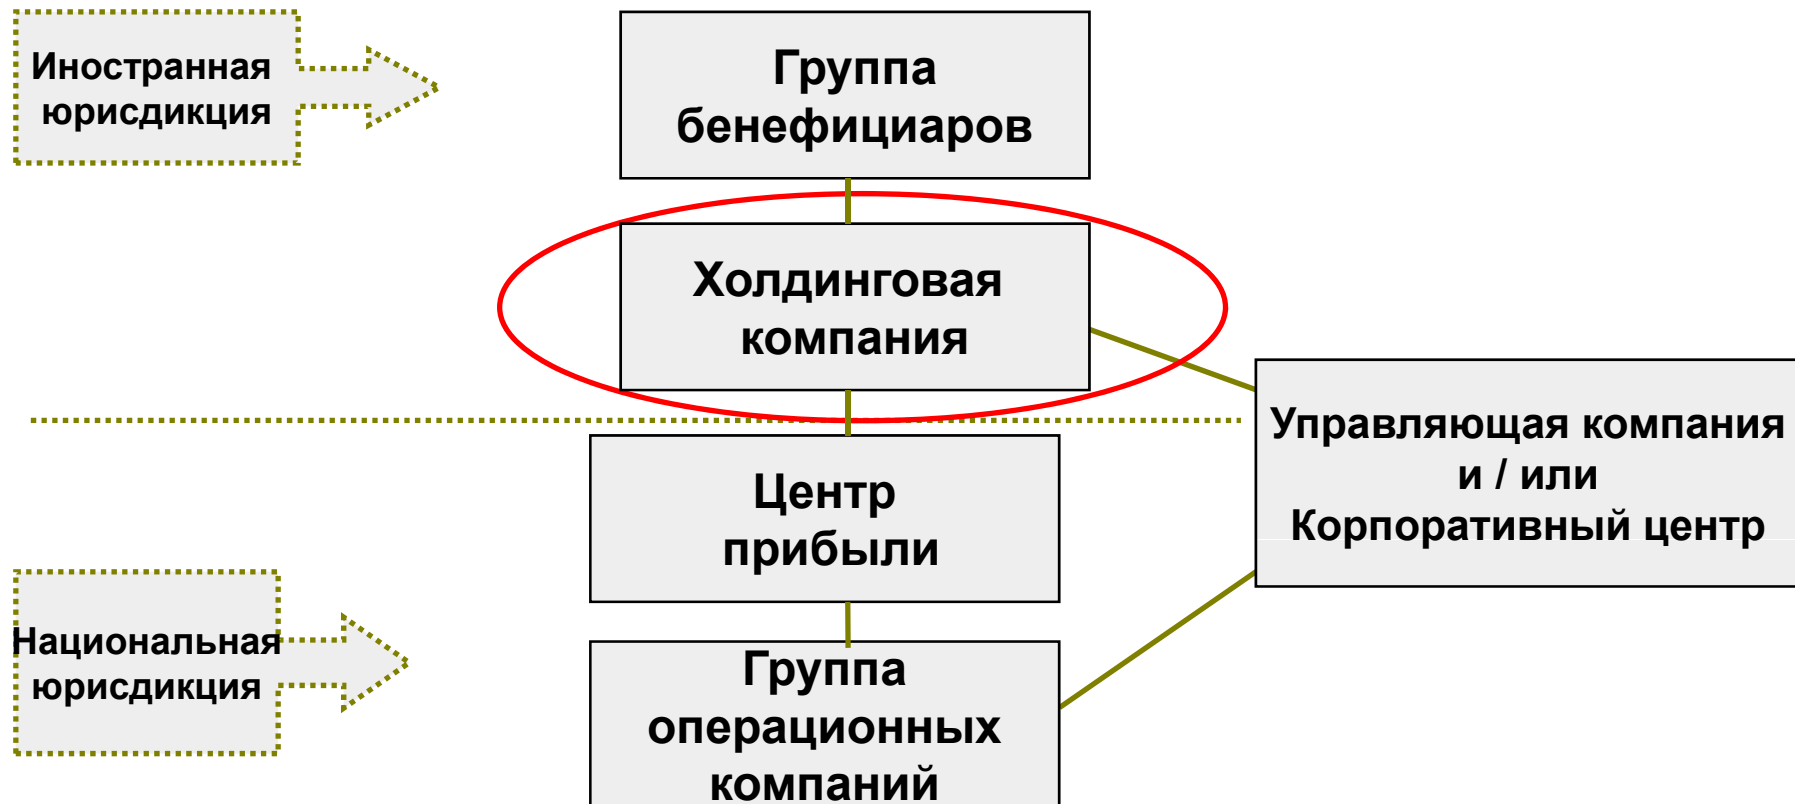 Иностранная
юрисдикция
Группа
бенефициаров
Холдинговая
компания
Управляющая компания
и / или
Корпоративный центр
Центр
прибыли
Национальная
юрисдикция
Группа
операционных
компаний